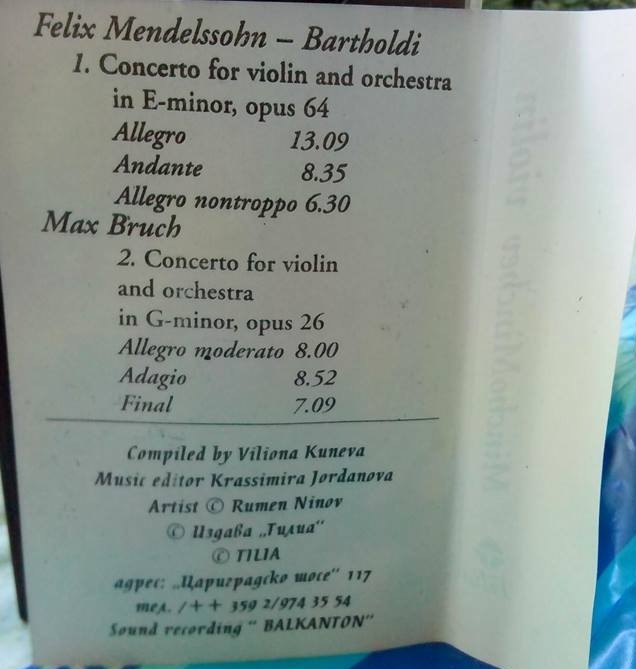 Felix Mendelssohn – Bartholdi
1. Concerto for violin and orchestra
in E-minor, opus 64
Allegro 13.09
Andante 8.35
Allegro nontroppo 6.30
Max Bruch
2. Concerto for violin
and orchestra
in G-minor, opus 26
Allegro moderato 8.00
Adagio 8.52
Final 7.09
Compiled by Viliona Kuneva
Music editor Krassimira Jordanova
Artist © Rumen Ninov
© Издава „Тилиа“
© TILIA
адрес: „Цариградско шосе“ 117
тел. /++ 359 2/974 35 54
Sound recording “ BALKANTON”
Mincho Minchev violin